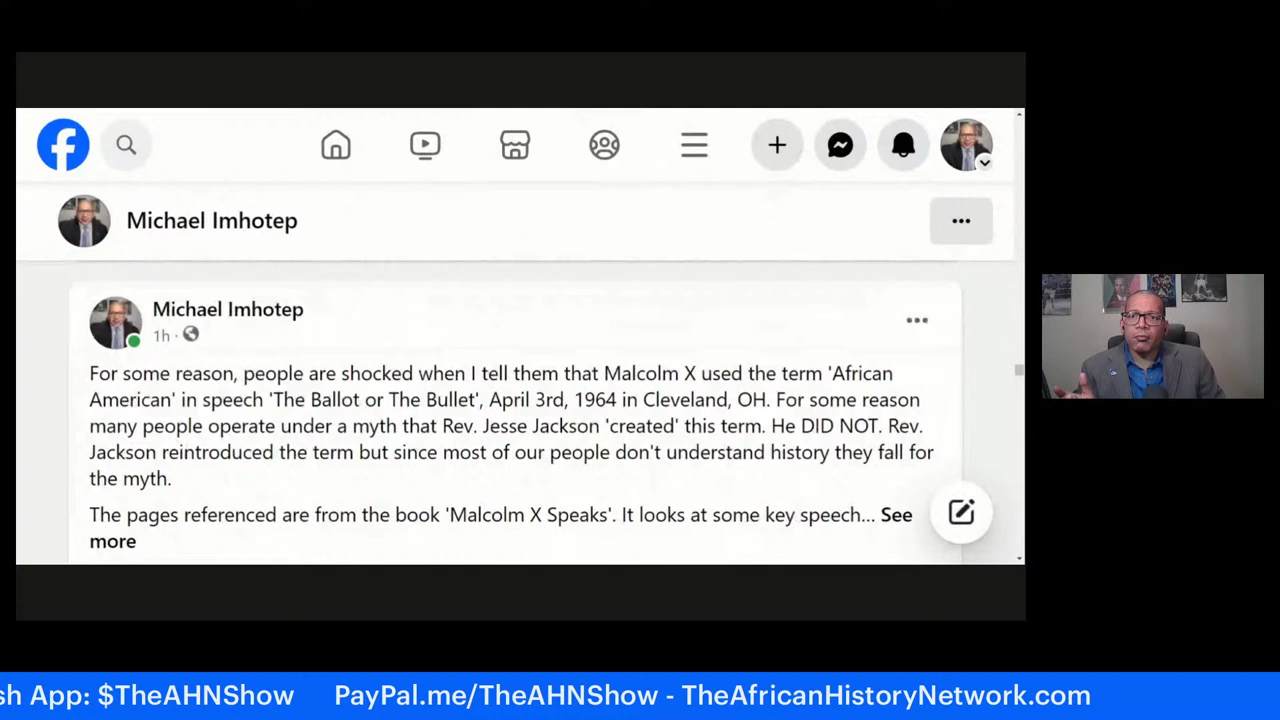 Michael Imhotep
Michael Imhotep
1h ·
For some reason, people are shocked when I tell them that Malcolm X used the term 'African
American' in speech 'The Ballot or The Bullet', April 3rd, 1964 in Cleveland, OH. For some reason
many people operate under a myth that Rev. Jesse Jackson 'created' this term. He DID NOT. Rev.
Jackson reintroduced the term but since most of our people don't understand history they fall for
the myth.
The pages referenced are from the book 'Malcolm X Speaks'. It looks at some key speech... See
more
sh App: $TheAHNShow PayPal.me/TheAHNShow - TheAfricanHistoryNetwork.com